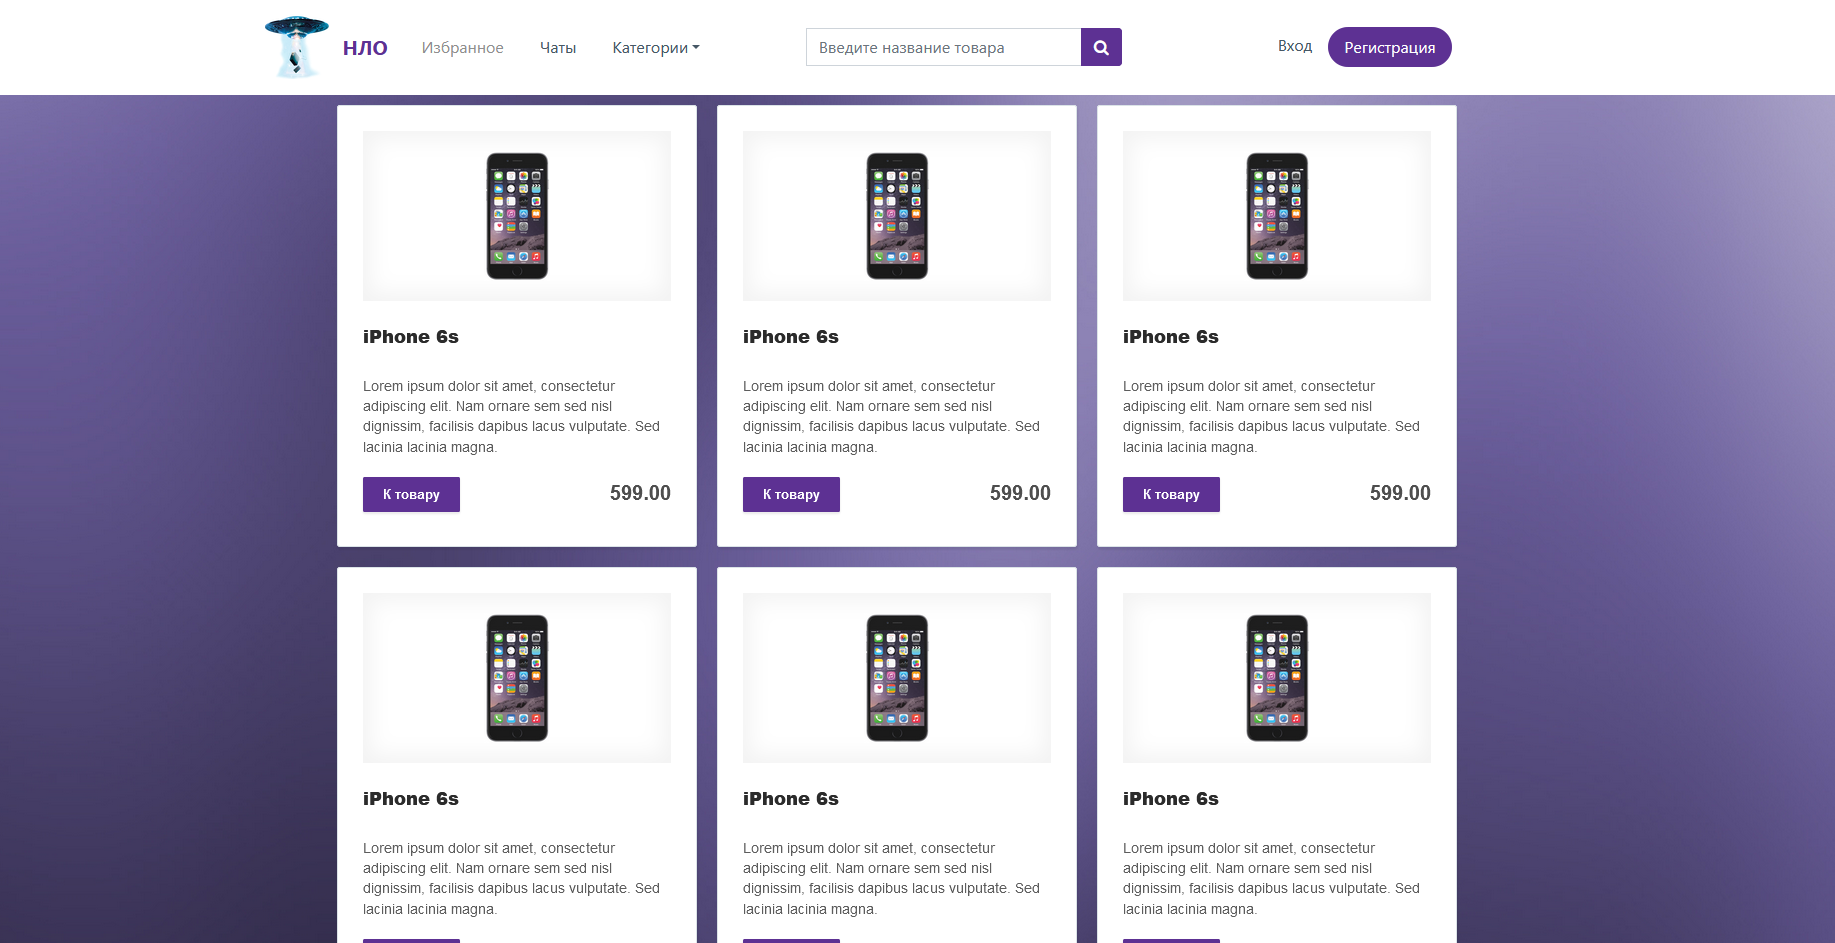 НЛО Избранное Чаты Категории Введите название товара Вход Регистрация
iPhone 6s iPhone 6s iPhone 6s
Lorem ipsum dolor sit amet, consectetur Lorem ipsum dolor sit amet, consectetur Lorem ipsum dolor sit amet, consectetur
adipiscing elit. Nam ornare sem sed nisl adipiscing elit. Nam ornare sem sed nisl adipiscing elit. Nam ornare sem sed nisl
dignissim, facilisis dapibus lacus vulputate. Sed dignissim, facilisis dapibus lacus vulputate. Sed dignissim, facilisis dapibus lacus vulputate. Sed
lacinia lacinia magna. lacinia lacinia magna. lacinia lacinia magna.
К товару 599.00 К товару 599.00 К товару 599.00
iPhone 6s iPhone 6s iPhone 6s
Lorem ipsum dolor sit amet, consectetur Lorem ipsum dolor sit amet, consectetur Lorem ipsum dolor sit amet, consectetur
adipiscing elit. Nam ornare sem sed nisl adipiscing elit. Nam ornare sem sed nisl adipiscing elit. Nam ornare sem sed nisl
dignissim, facilisis dapibus lacus vulputate. Sed dignissim, facilisis dapibus lacus vulputate. Sed dignissim, facilisis dapibus lacus vulputate. Sed
lacinia lacinia magna. lacinia lacinia magna. lacinia lacinia magna.